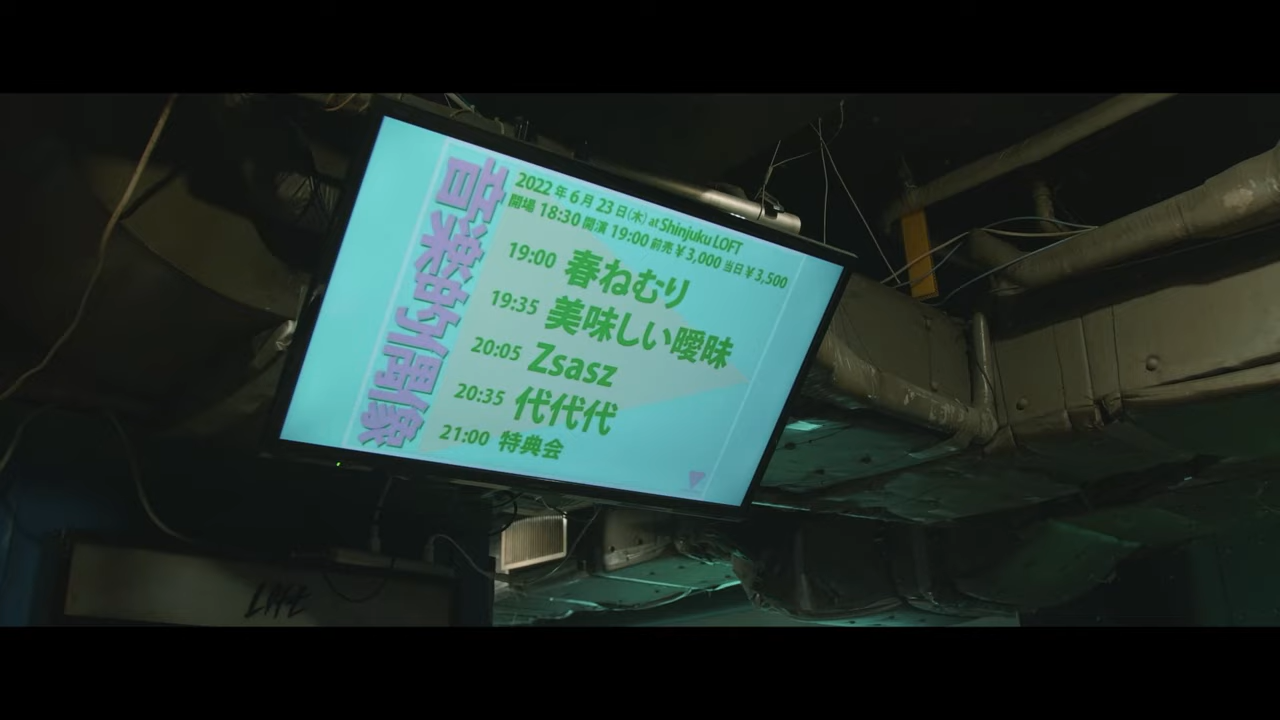 音楽的偶像
2022年6月23日(木) at Shinjuku LOFT
開場 18:30 開演 19:00 前売 ¥3,000 当日 ¥3,500
19:00 春ねむり
19:35 美味しい曖昧
20:05 Zsasz
20:35 代代代
21:00 特典会